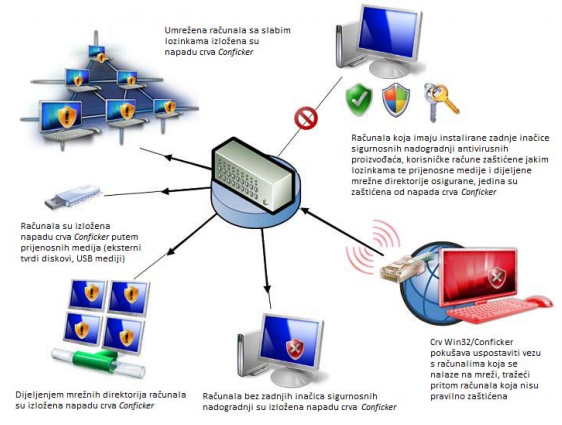 Umrežena računala sa slabim
lozinkama izložena su
napadu crva Conficker
Računala koja imaju instalirane zadnje inačice
sigurnosnih nadogradnji antivirusnih
proizvođača, korisničke račune zaštićene jakim
lozinkama te prijenosne medije i dijeljene
mrežne direktorije osigurane, jedina su
zaštićena od napada crva Conficker
Računala su izložena
napadu crva Conficker putem
prijenosnih medija (eksterni
tvrdi diskovi, USB mediji)
Crv Win32/Conficker
pokušava uspostaviti vezu
s računalima koja se
nalaze na mreži, tražeći
pritom računala koja nisu
pravilno zaštićena
Dijeljenjem mrežnih direktorija računala
su izložena napadu crva Conficker
Računala bez zadnjih inačica sigurnosnih
nadogradnji su izložena napadu crva Conficker